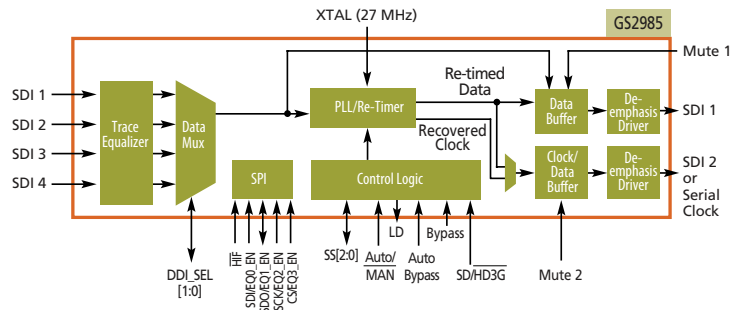 XTAL (27 MHz)
GS2985
Mute 1
SDI 1
SDI 2
SDI 3
SDI 4
Trace
Equalizer
Data
Mux
PLL/Re-Timer
Re-timed
Data
Recovered
Clock
Data
Buffer
De-
emphasis
Driver
SDI 1
SPI
Control Logic
Clock/
Data
Buffer
De-
emphasis
Driver
SDI 2
or
Serial
Clock
DDI_SEL
[1:0]
HIF
SDI/EQ0_EN
SDO/EQ1_EN
SCK/EQ2_EN
CS/EQ3_EN
SS[2:0]
Auto/
MAN
LD
Auto
Bypass
Bypass
SD/HD3G
Mute 2